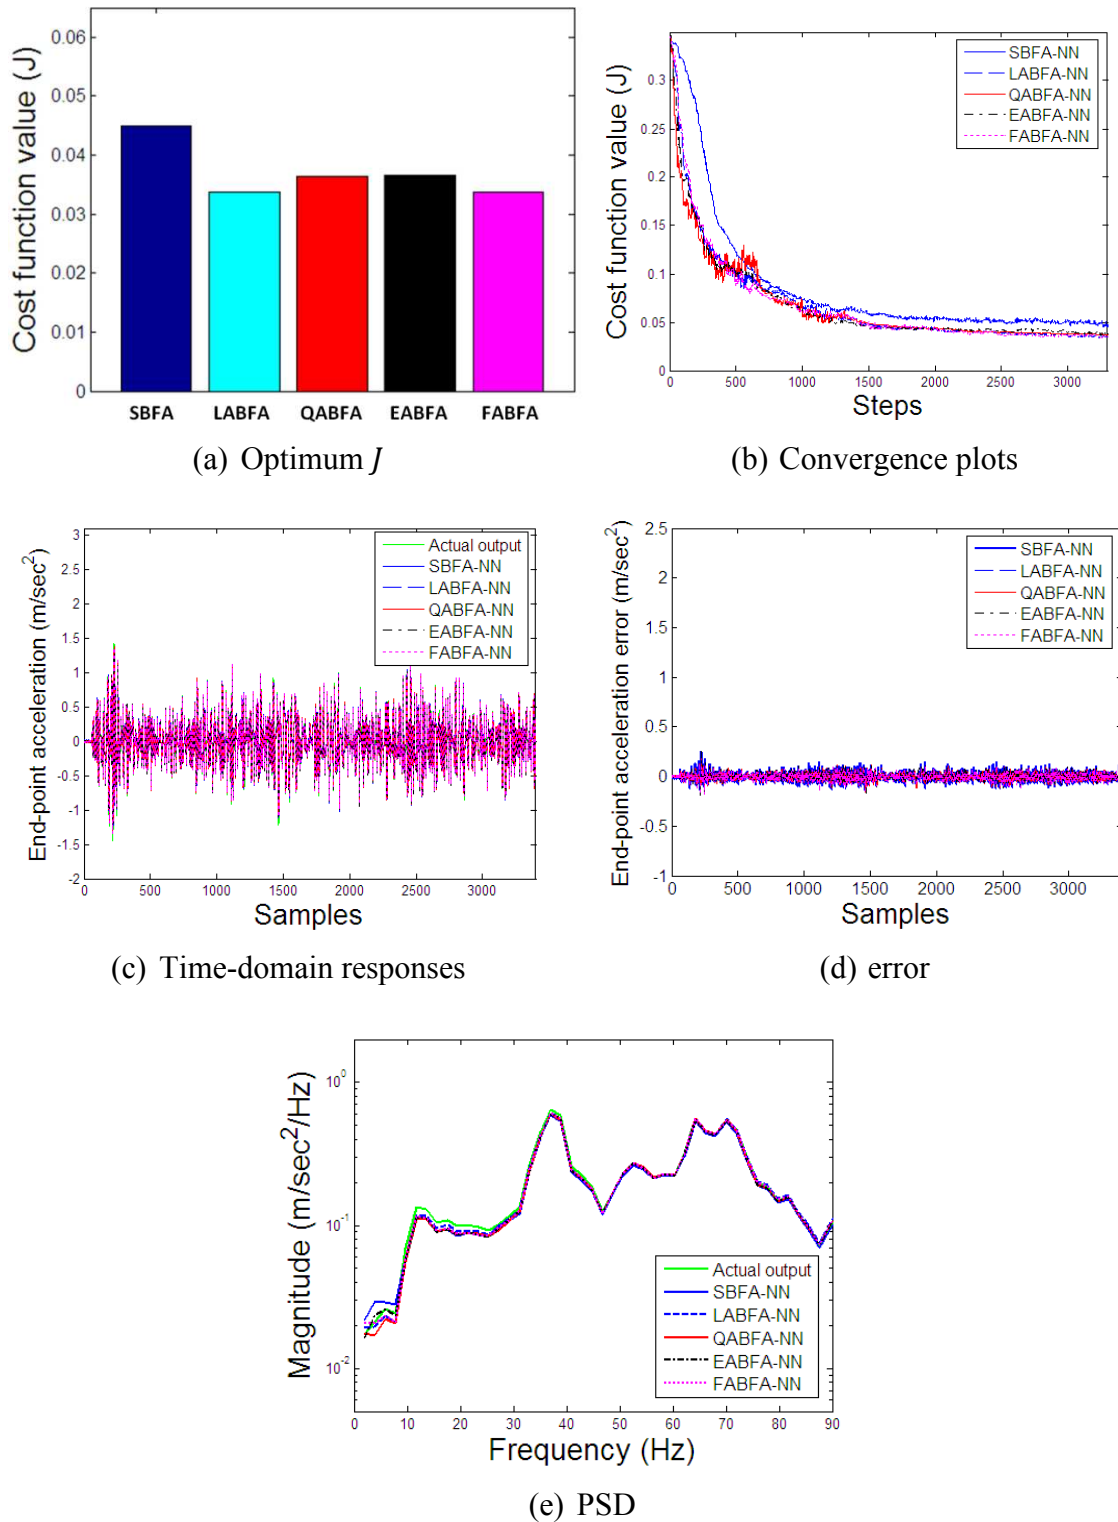 Cost function value (J)
0.06
0.05
0.04
0.03
0.02
0.01
0
SBFA LABFA QABFA EABFA FABFA
(a) Optimum J
Cost function value (J)
0.3
0.25
0.2
0.15
0.1
0.05
0
SBFA-NN
LABFA-NN
QABFA-NN
EABFA-NN
FABFA-NN
0 500 1000 1500 2000 2500 3000
Steps
(b) Convergence plots
End-point acceleration (m/sec²)
3
2.5
2
1.5
1
0.5
0
-0.5
-1
-1.5
-2
Actual output
SBFA-NN
LABFA-NN
QABFA-NN
EABFA-NN
FABFA-NN
0 500 1000 1500 2000 2500 3000
Samples
(c) Time-domain responses
End-point acceleration error (m/sec²)
2.5
2
1.5
1
0.5
0
-0.5
-1
SBFA-NN
LABFA-NN
QABFA-NN
EABFA-NN
FABFA-NN
0 500 1000 1500 2000 2500 3000
Samples
(d) error
Magnitude (m/sec²/Hz)
10⁰
10⁻¹
10⁻²
Actual output
SBFA-NN
LABFA-NN
QABFA-NN
EABFA-NN
FABFA-NN
0 10 20 30 40 50 60 70 80 90
Frequency (Hz)
(e) PSD